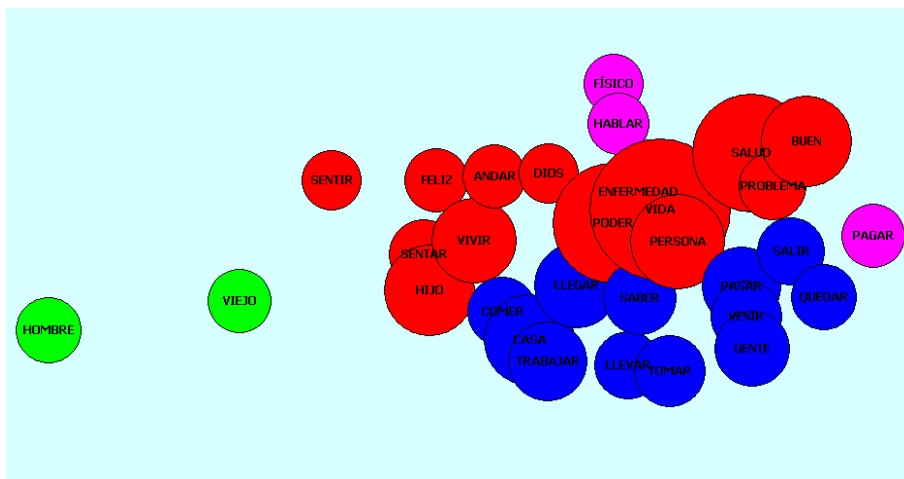 FÍSICO
HABLAR
SALUD
BUEN
SENTIR
FELIZ
ANDAR
DIOS
ENFERMEDAD
PROBLEMA
PODER
VIDA
PAGAR
SENTAR
VIVIR
PERSONA
SALIR
HIJO
LLEGAR
SABER
PASAR
QUEDAR
VIEJO
COMER
VENIR
HOMBRE
CASA
GENTE
TRABAJAR
LLEVAR
TOMAR